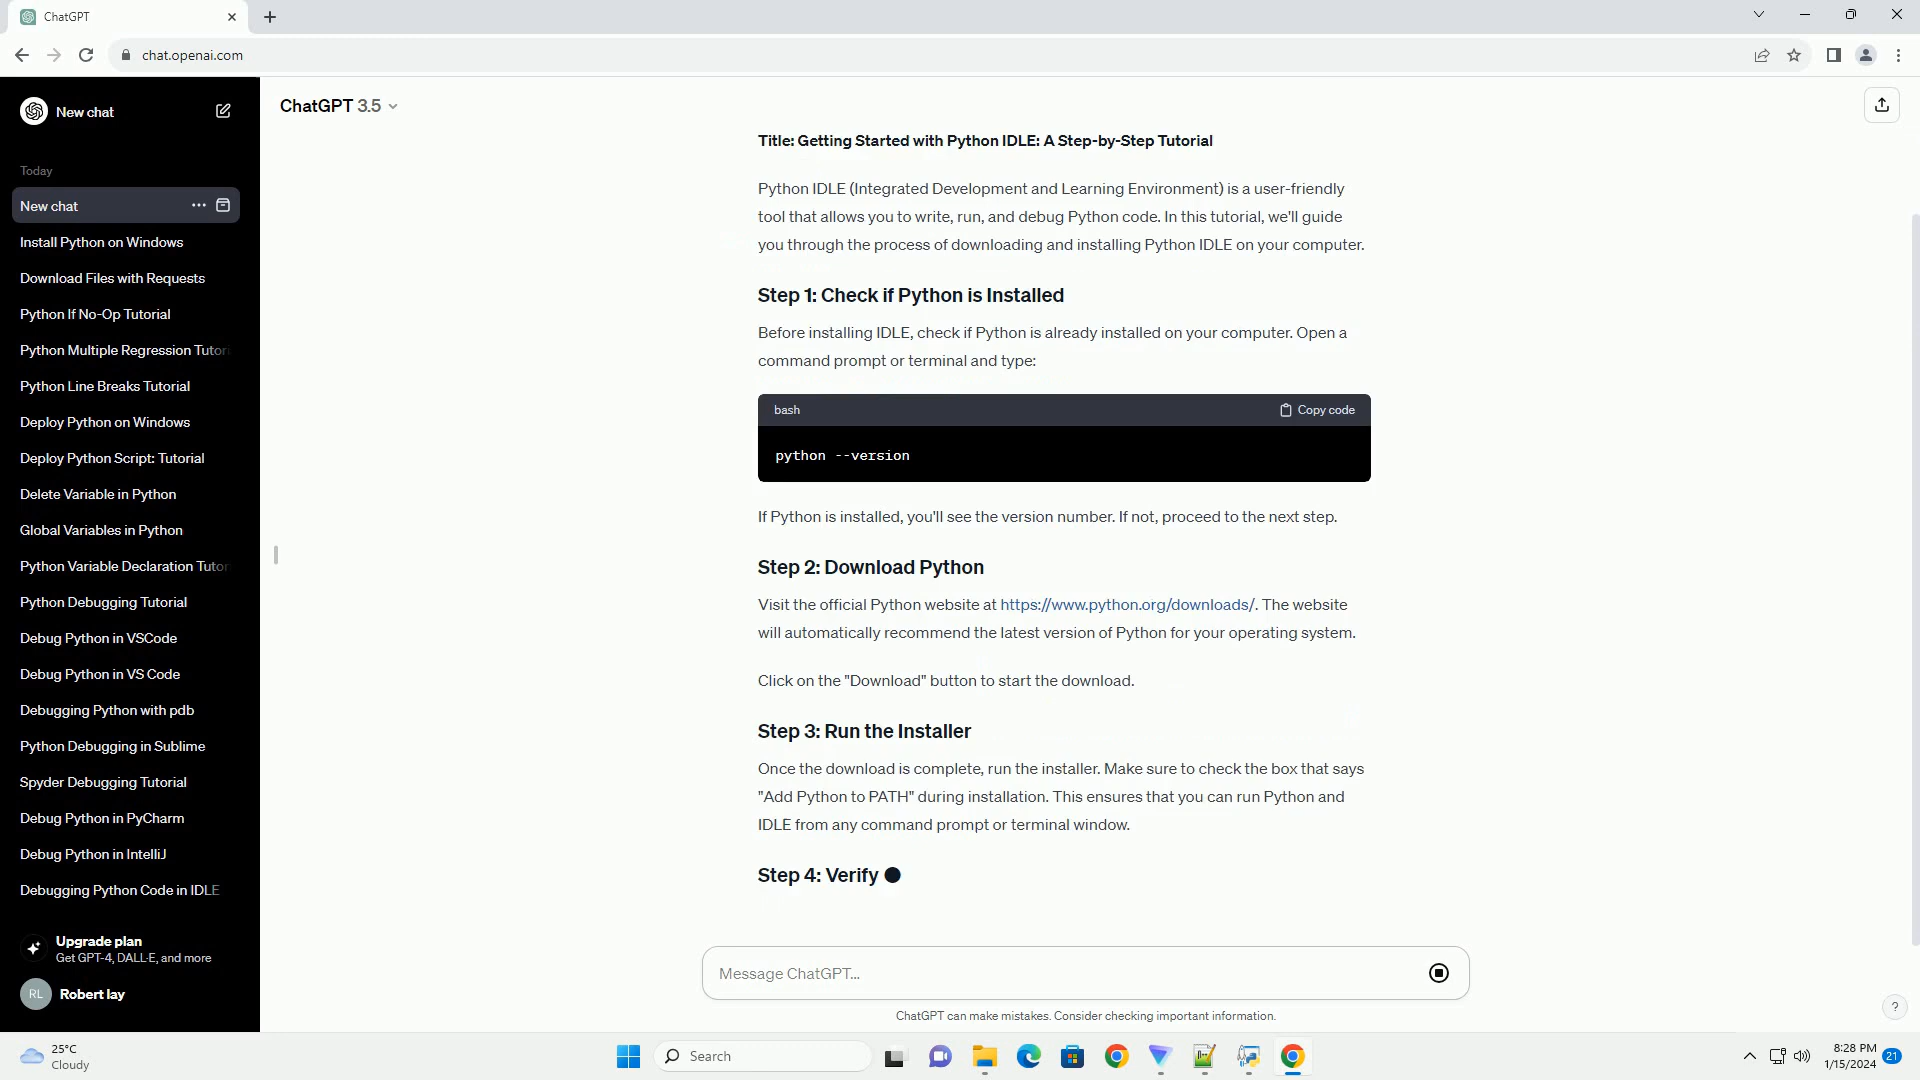 ChatGPT
chat.openai.com
New chat
ChatGPT 3.5
Today
New chat
Install Python on Windows
Download Files with Requests
Python If No-Op Tutorial
Python Multiple Regression Tutori
Python Line Breaks Tutorial
Deploy Python on Windows
Deploy Python Script: Tutorial
Delete Variable in Python
Global Variables in Python
Python Variable Declaration Tutor
Python Debugging Tutorial
Debug Python in VSCode
Debug Python in VS Code
Debugging Python with pdb
Python Debugging in Sublime
Spyder Debugging Tutorial
Debug Python in PyCharm
Debug Python in IntelliJ
Debugging Python Code in IDLE
Upgrade plan
Get GPT-4, DALL·E, and more
RL
Robert lay
Title: Getting Started with Python IDLE: A Step-by-Step Tutorial
Python IDLE (Integrated Development and Learning Environment) is a user-friendly
tool that allows you to write, run, and debug Python code. In this tutorial, we'll guide
you through the process of downloading and installing Python IDLE on your computer.
Step 1: Check if Python is Installed
Before installing IDLE, check if Python is already installed on your computer. Open a
command prompt or terminal and type:
bash
Copy code
python --version
If Python is installed, you'll see the version number. If not, proceed to the next step.
Step 2: Download Python
Visit the official Python website at https://www.python.org/downloads/. The website
will automatically recommend the latest version of Python for your operating system.
Click on the "Download" button to start the download.
Step 3: Run the Installer
Once the download is complete, run the installer. Make sure to check the box that says
"Add Python to PATH" during installation. This ensures that you can run Python and
IDLE from any command prompt or terminal window.
Step 4: Verify
Message ChatGPT...
ChatGPT can make mistakes. Consider checking important information.
?
25°C
Cloudy
Search
8:28 PM
1/15/2024
21